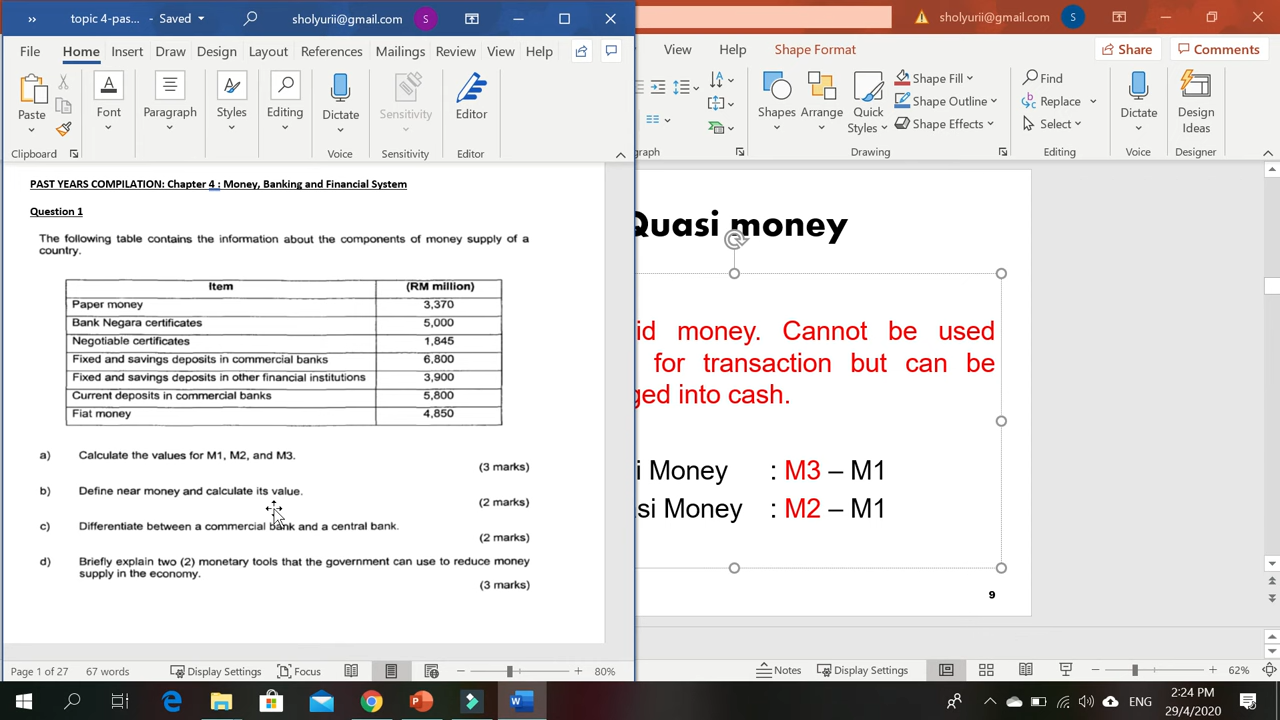 topic 4-pas... - Saved
sholyurii@gmail.com
S
File Home Insert Draw Design Layout References Mailings Review View Help
Paste
Font
Paragraph
Styles
Editing
Dictate
Sensitivity
Editor
Clipboard
Voice
Sensitivity
Editor
PAST YEARS COMPILATION: Chapter 4 : Money, Banking and Financial System
Question 1
The following table contains the information about the components of money supply of a
country.
Item (RM million)
Paper money 3,370
Bank Negara certificates 5,000
Negotiable certificates 1,845
Fixed and savings deposits in commercial banks 6,800
Fixed and savings deposits in other financial institutions 3,900
Current deposits in commercial banks 5,800
Fiat money 4,850
a) Calculate the values for M1, M2, and M3.
(3 marks)
b) Define near money and calculate its value.
(2 marks)
c) Differentiate between a commercial bank and a central bank.
(2 marks)
d) Briefly explain two (2) monetary tools that the government can use to reduce money
supply in the economy.
(3 marks)
Page 1 of 27 67 words Display Settings Focus 80%
sholyurii@gmail.com
S
View Help Shape Format Share Comments
Shapes
Arrange
Quick
Styles
Shape Fill
Shape Outline
Shape Effects
Find
Replace
Select
Dictate
Design
Ideas
graph
Drawing
Editing
Voice
Designer
Quasi money
id money. Cannot be used
for transaction but can be
ged into cash.
i Money : M3 – M1
si Money : M2 – M1
9
Notes Display Settings 62%
ENG
2:24 PM
29/4/2020